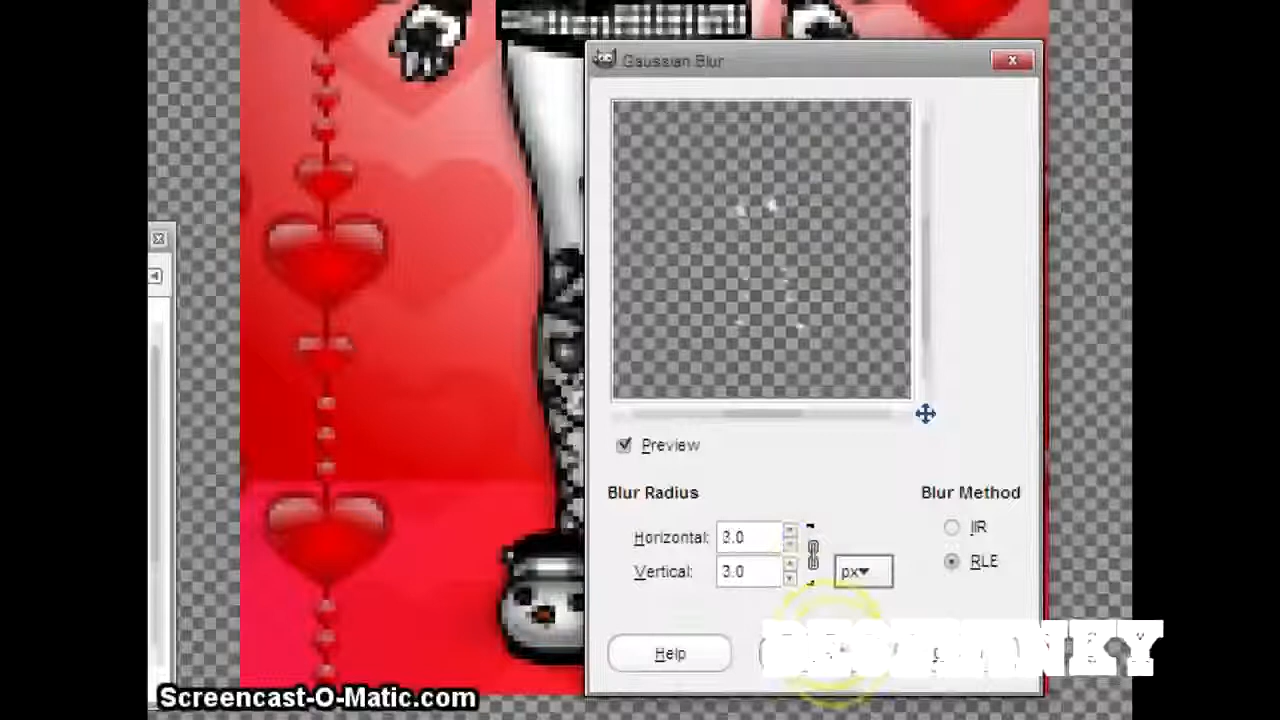 Gaussian Blur
Preview
Blur Radius
Blur Method
Horizontal: 3.0
IIR
Vertical: 3.0
px
RLE
Help
Screencast-O-Matic.com